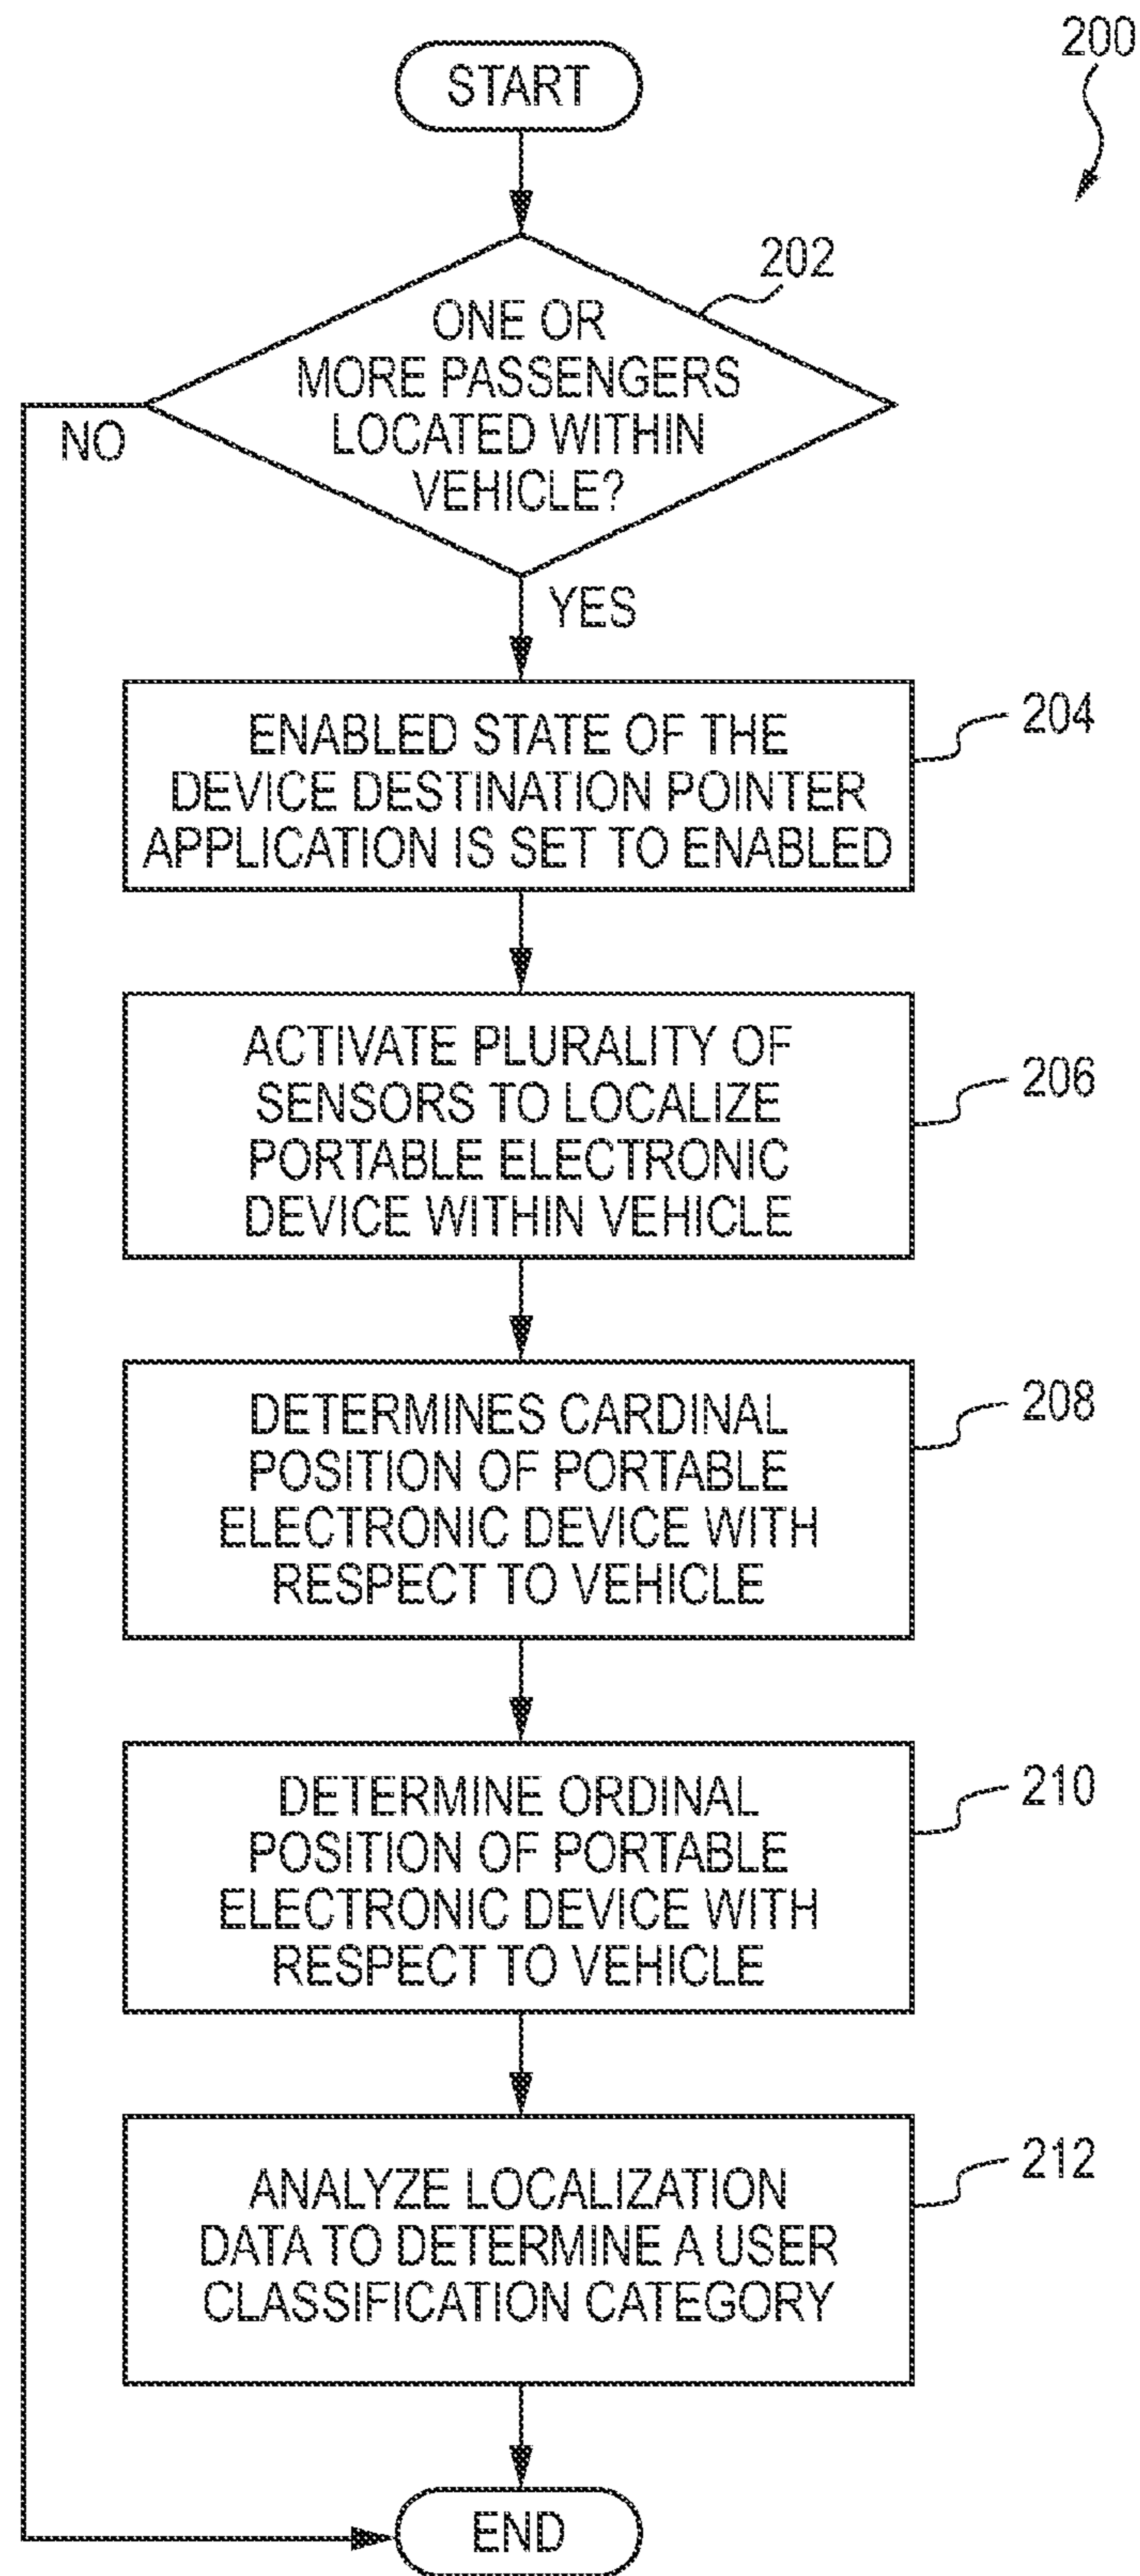 200
START
202
ONE OR
MORE PASSENGERS
LOCATED WITHIN
VEHICLE?
NO
YES
204
ENABLED STATE OF THE
DEVICE DESTINATION POINTER
APPLICATION IS SET TO ENABLED
206
ACTIVATE PLURALITY OF
SENSORS TO LOCALIZE
PORTABLE ELECTRONIC
DEVICE WITHIN VEHICLE
208
DETERMINES CARDINAL
POSITION OF PORTABLE
ELECTRONIC DEVICE WITH
RESPECT TO VEHICLE
210
DETERMINE ORDINAL
POSITION OF PORTABLE
ELECTRONIC DEVICE WITH
RESPECT TO VEHICLE
212
ANALYZE LOCALIZATION
DATA TO DETERMINE A USER
CLASSIFICATION CATEGORY
END